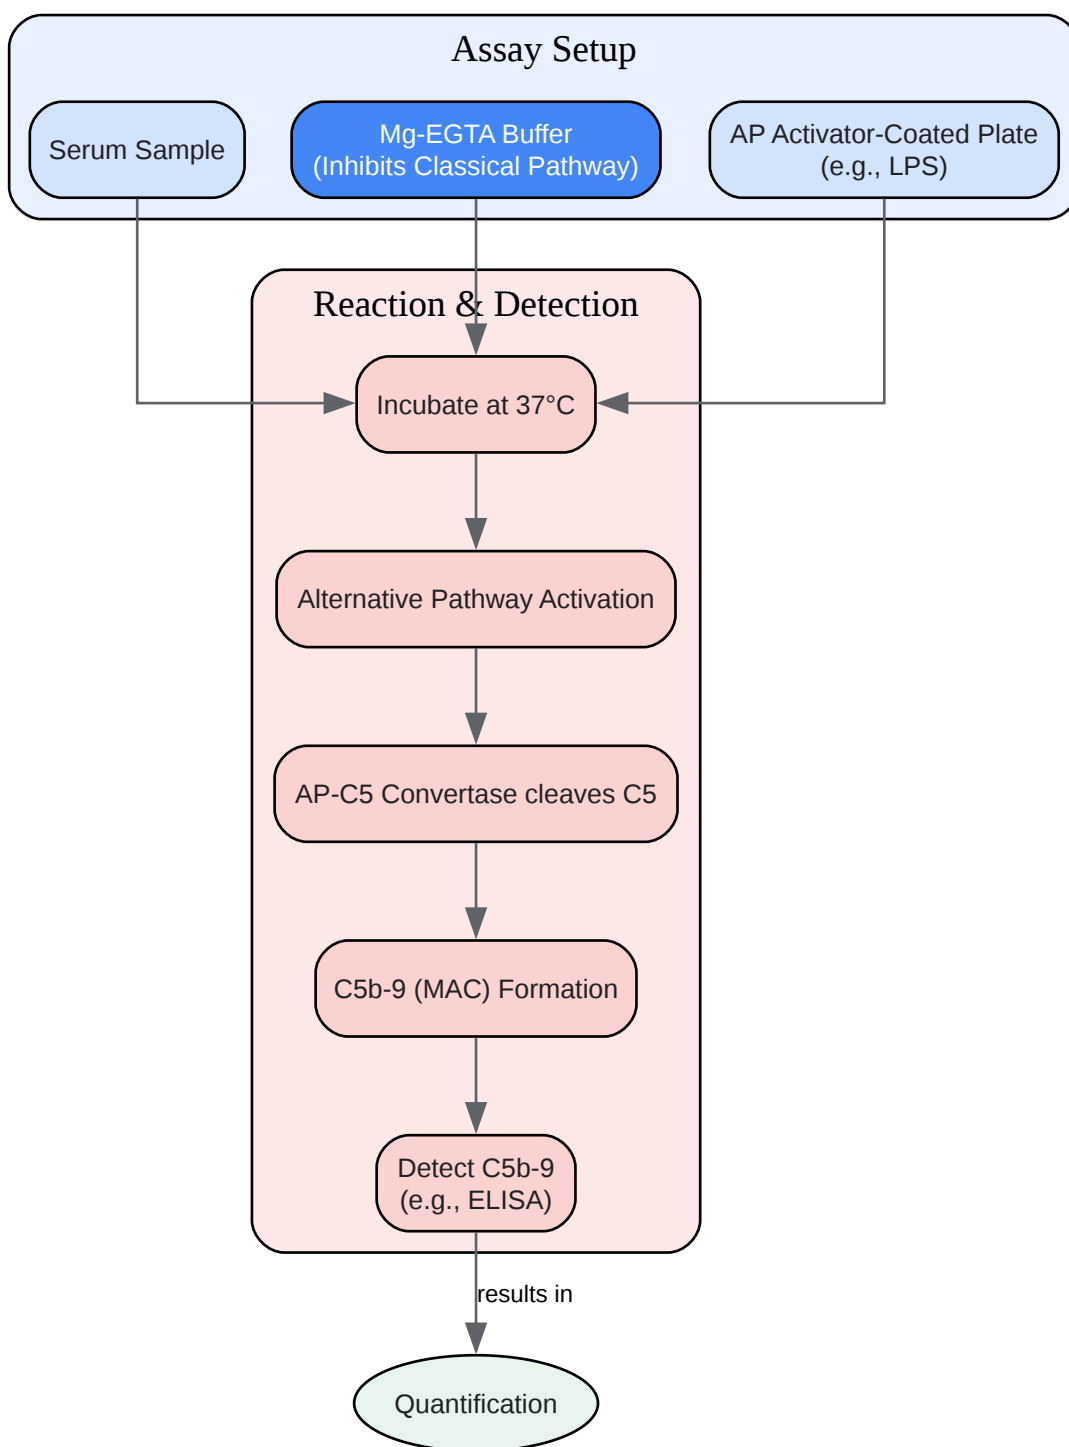 Assay Setup
Serum Sample
Mg-EGTA Buffer
(Inhibits Classical Pathway)
AP Activator-Coated Plate
(e.g., LPS)
Reaction & Detection
Incubate at 37°C
Alternative Pathway Activation
AP-C5 Convertase cleaves C5
C5b-9 (MAC) Formation
Detect C5b-9
(e.g., ELISA)
results in
Quantification